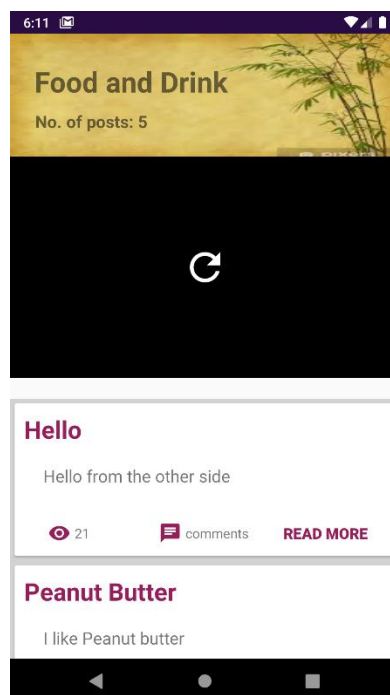 6:11
Food and Drink
No. of posts: 5
Hello
Hello from the other side
21
comments
READ MORE
Peanut Butter
I like Peanut butter